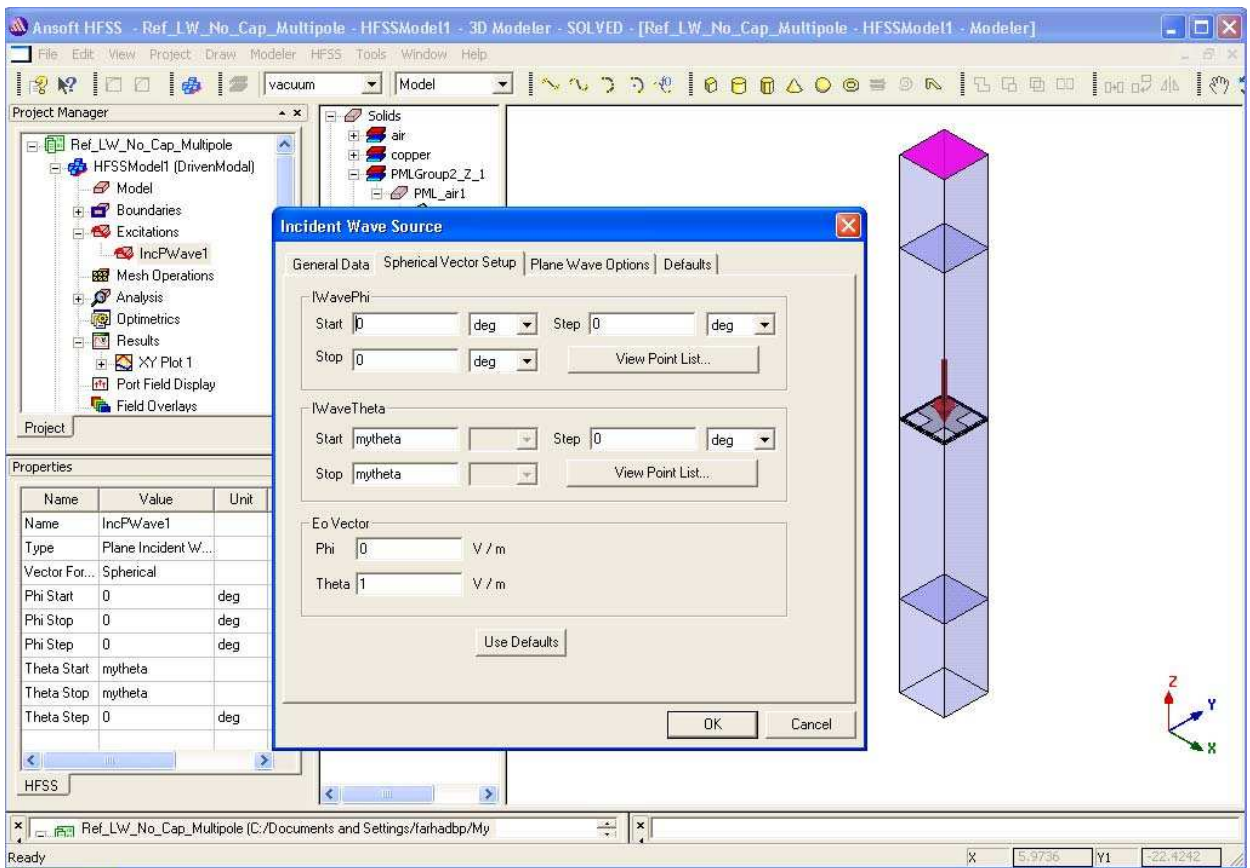 Ansoft HFSS - Ref_LW_No_Cap_Multipole - HFSSModel1 - 3D Modeler - SOLVED - [Ref_LW_No_Cap_Multipole - HFSSModel1 - Modeler]
File Edit View Project Draw Modeler HFSS Tools Window Help
vacuum Model
Project Manager
Ref_LW_No_Cap_Multipole
HFSSModel1 (DrivenModal)
Model
Boundaries
Excitations
IncPWave1
Mesh Operations
Analysis
Optimetrics
Results
XY Plot 1
Port Field Display
Field Overlays
Project
Solids
air
copper
PMLGroup2_Z_1
PML_air1
Properties
Name Value Unit
Name IncPWave1
Type Plane Incident W...
Vector For... Spherical
Phi Start 0 deg
Phi Stop 0 deg
Phi Step 0 deg
Theta Start mytheta
Theta Stop mytheta
Theta Step 0 deg
HFSS
Incident Wave Source
General Data Spherical Vector Setup Plane Wave Options Defaults
IWavePhi
Start 0 deg Step 0 deg
Stop 0 deg View Point List...
IWaveTheta
Start mytheta Step 0 deg
Stop mytheta View Point List...
Eo Vector
Phi 0 V / m
Theta 1 V / m
Use Defaults
OK Cancel
Z
Y
X
Ref_LW_No_Cap_Multipole (C:/Documents and Settings/farhadbp/My
Ready X 5.9736 Y1 -22.4242